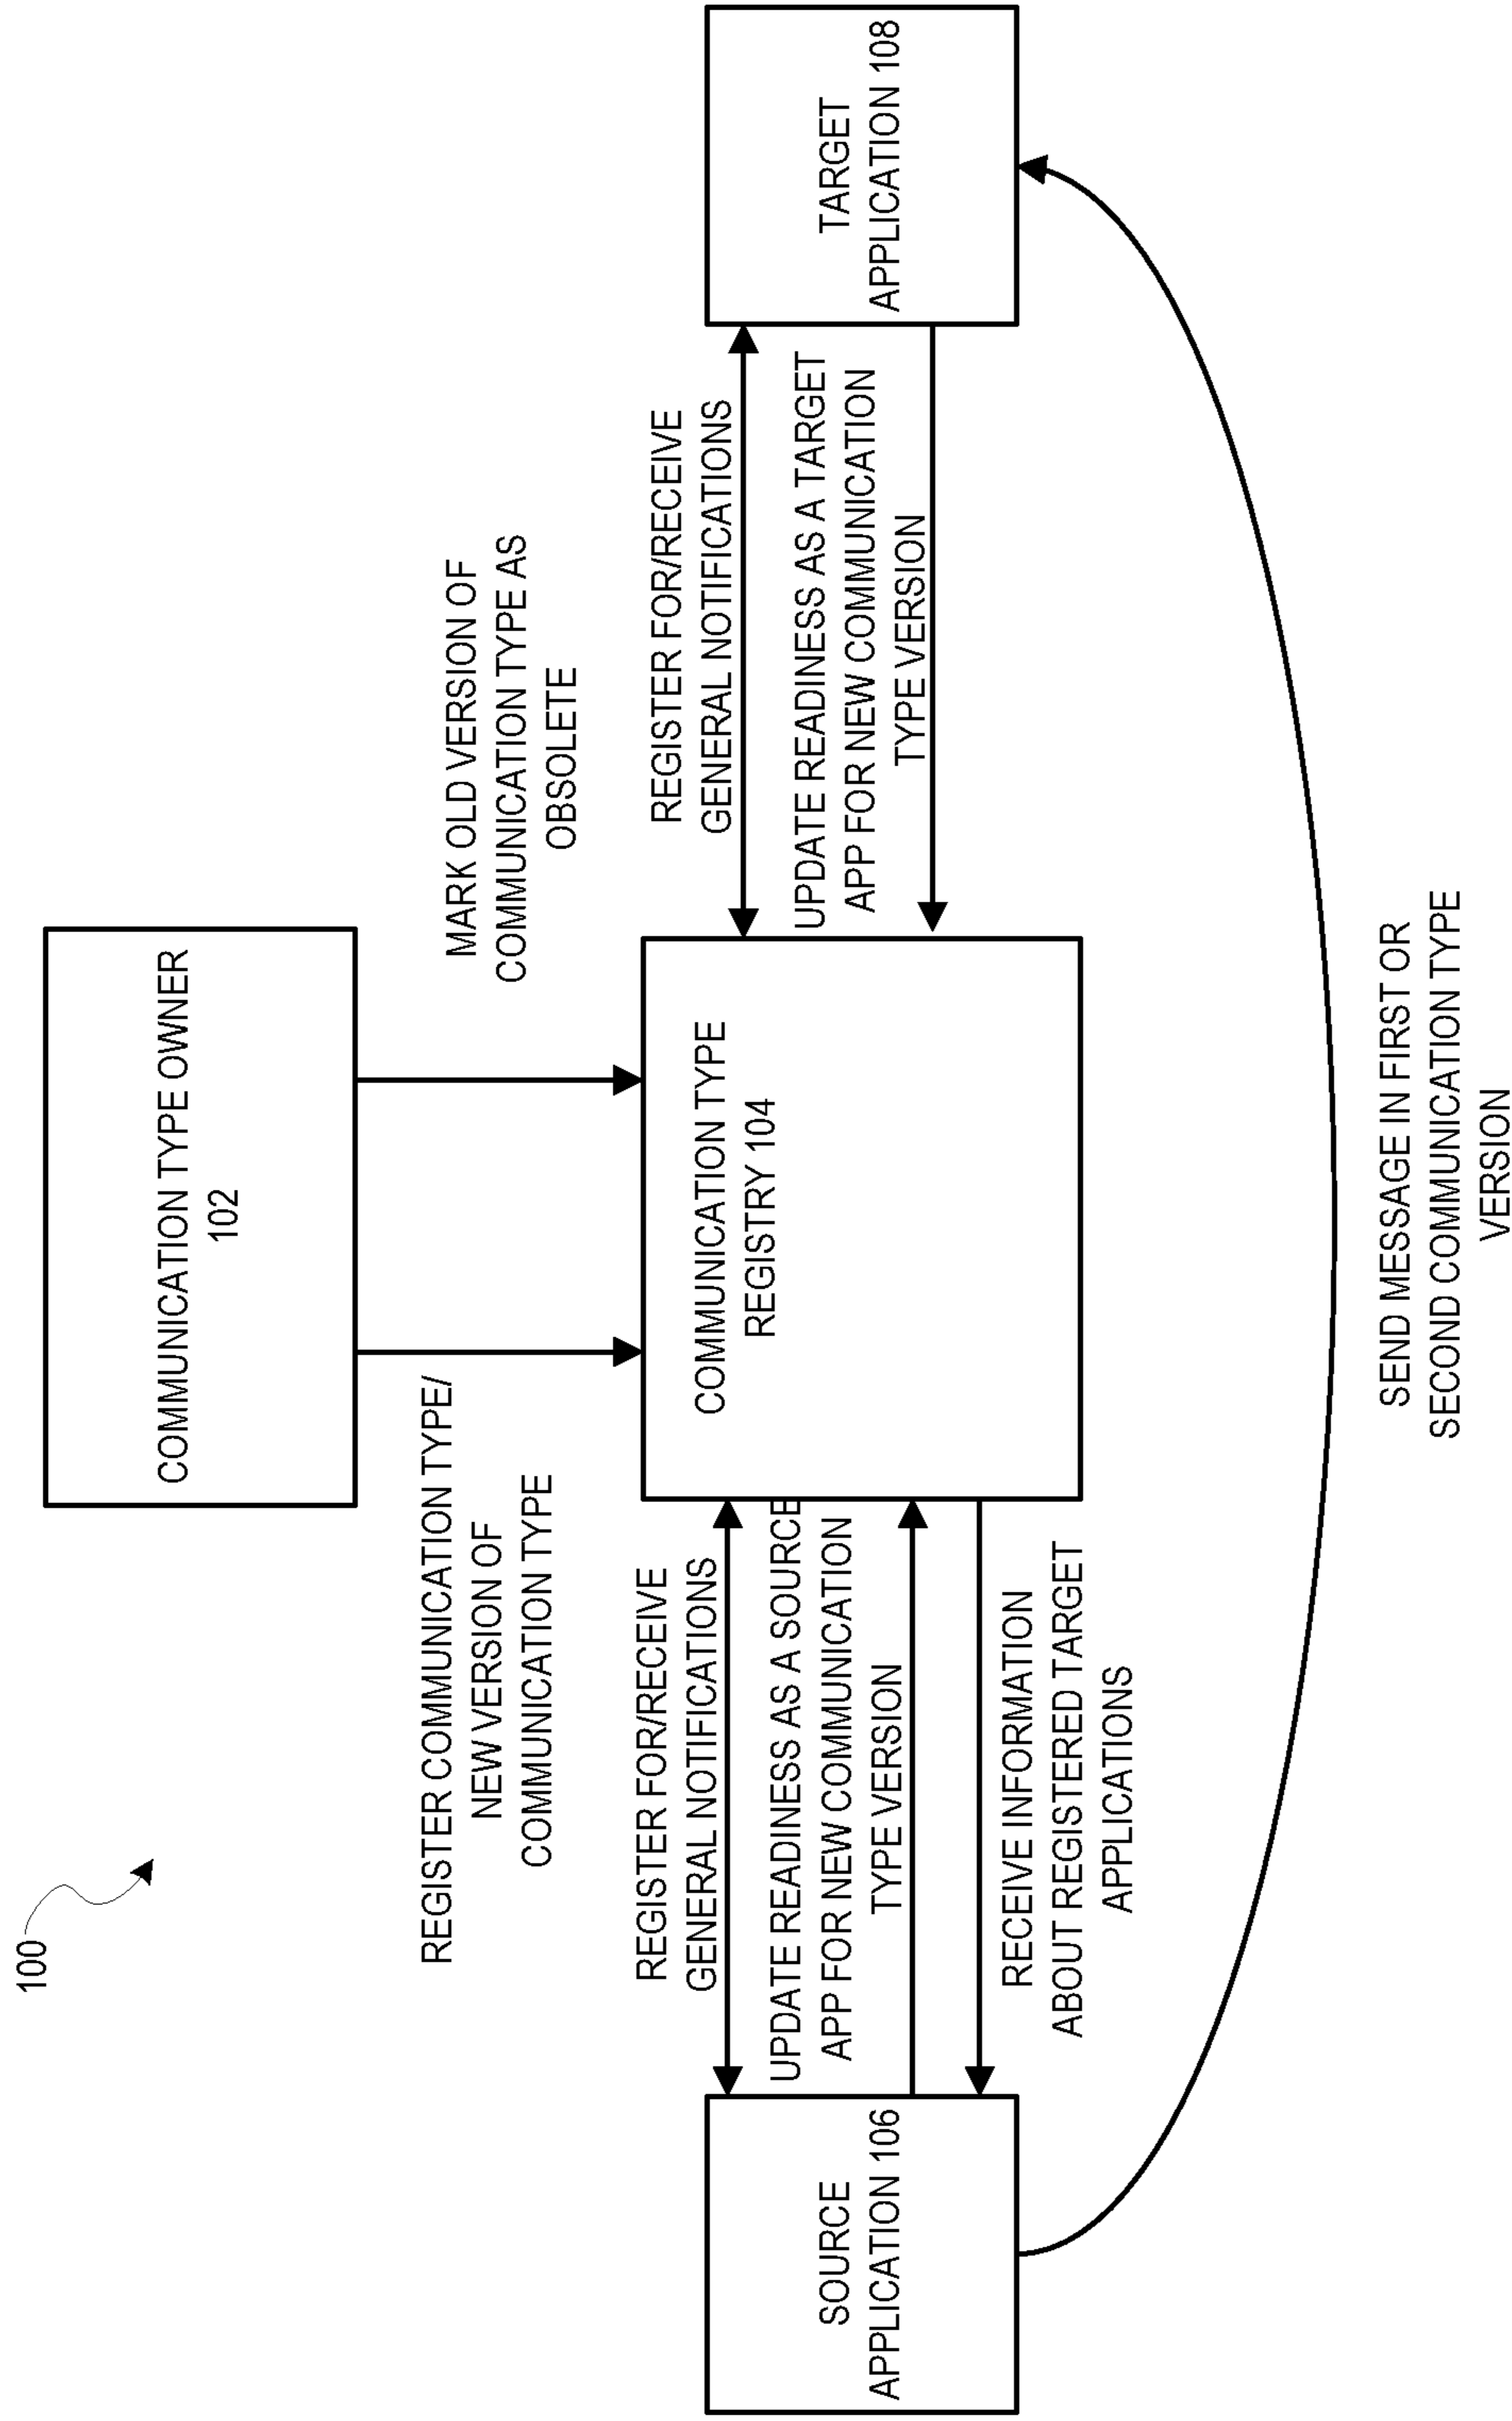 100
COMMUNICATION TYPE OWNER
102
REGISTER COMMUNICATION TYPE/
NEW VERSION OF
COMMUNICATION TYPE
MARK OLD VERSION OF
COMMUNICATION TYPE AS
OBSOLETE
REGISTER FOR/RECEIVE
GENERAL NOTIFICATIONS
UPDATE READINESS AS A SOURCE
APP FOR NEW COMMUNICATION
TYPE VERSION
RECEIVE INFORMATION
ABOUT REGISTERED TARGET
APPLICATIONS
COMMUNICATION TYPE
REGISTRY 104
REGISTER FOR/RECEIVE
GENERAL NOTIFICATIONS
UPDATE READINESS AS A TARGET
APP FOR NEW COMMUNICATION
TYPE VERSION
SOURCE
APPLICATION 106
TARGET
APPLICATION 108
SEND MESSAGE IN FIRST OR
SECOND COMMUNICATION TYPE
VERSION